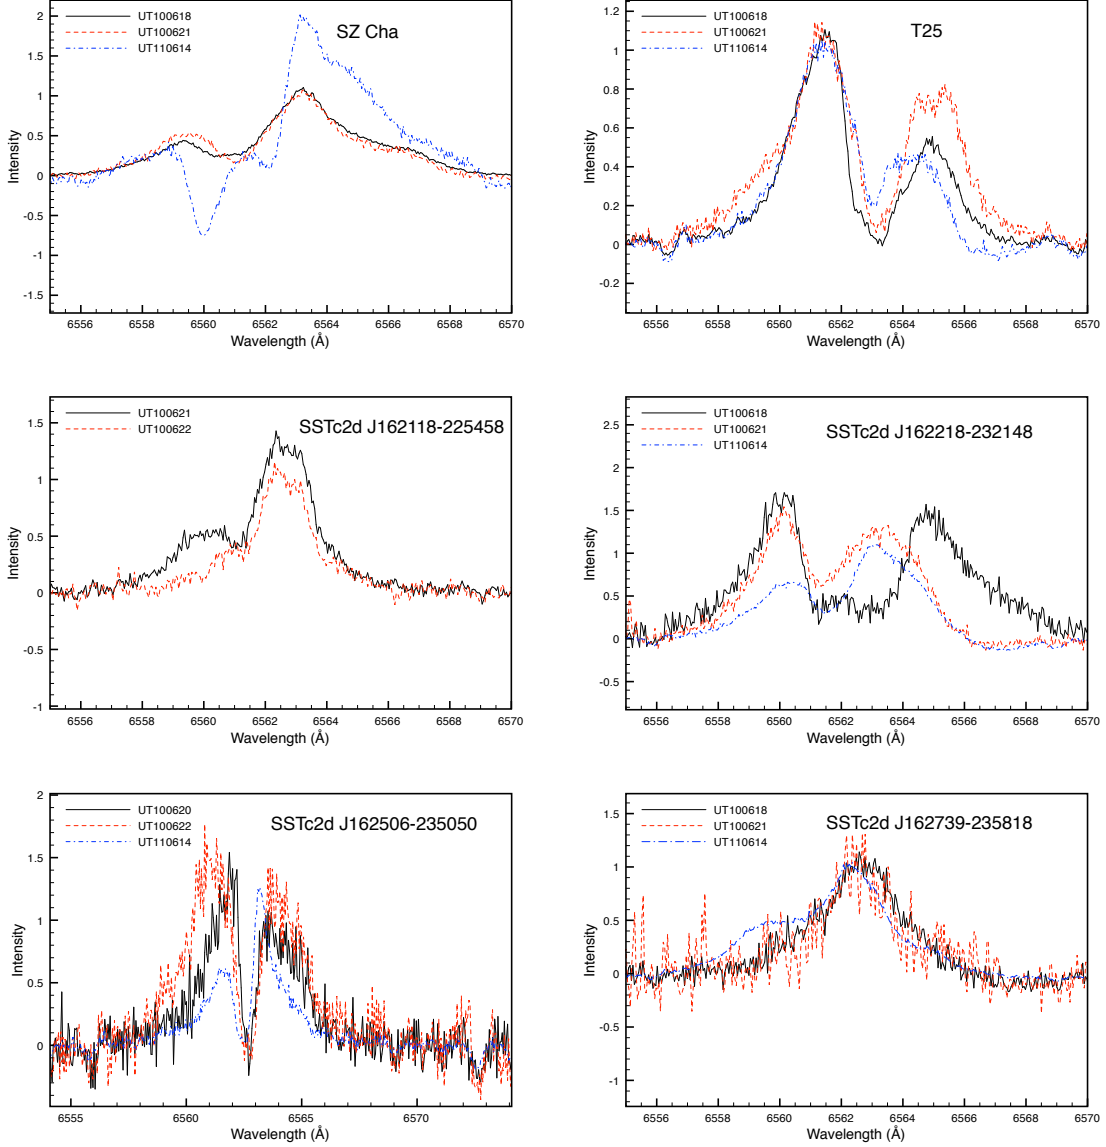 SZ Cha
UT100618
UT100621
UT110614
2
1.5
1
0.5
0
-0.5
-1
-1.5
Intensity
6556 6558 6560 6562 6564 6566 6568 6570
Wavelength (Å)
T25
UT100618
UT100621
UT110614
1.2
1
0.8
0.6
0.4
0.2
0
-0.2
Intensity
6556 6558 6560 6562 6564 6566 6568 6570
Wavelength (Å)
SSTc2d J162118-225458
UT100621
UT100622
1.5
1
0.5
0
-0.5
-1
Intensity
6556 6558 6560 6562 6564 6566 6568 6570
Wavelength (Å)
SSTc2d J162218-232148
UT100618
UT100621
UT110614
2.5
2
1.5
1
0.5
0
-0.5
Intensity
6556 6558 6560 6562 6564 6566 6568 6570
Wavelength (Å)
SSTc2d J162506-235050
UT100620
UT100622
UT110614
2
1.5
1
0.5
0
Intensity
6555 6560 6565 6570
Wavelength (Å)
SSTc2d J162739-235818
UT100618
UT100621
UT110614
1.5
1
0.5
0
-0.5
-1
Intensity
6556 6558 6560 6562 6564 6566 6568 6570
Wavelength (Å)